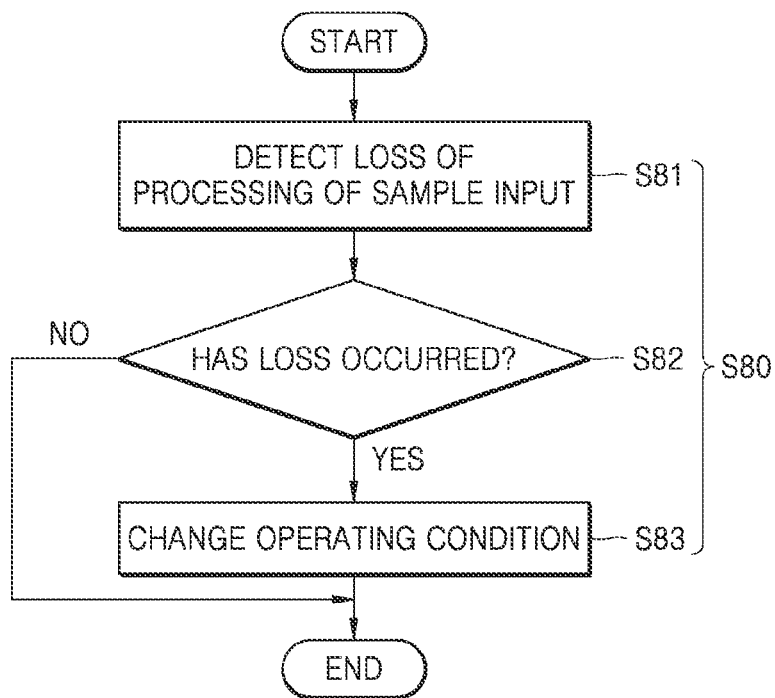 START
DETECT LOSS OF
PROCESSING OF SAMPLE INPUT
S81
NO
HAS LOSS OCCURRED?
S82
S80
YES
CHANGE OPERATING CONDITION
S83
END